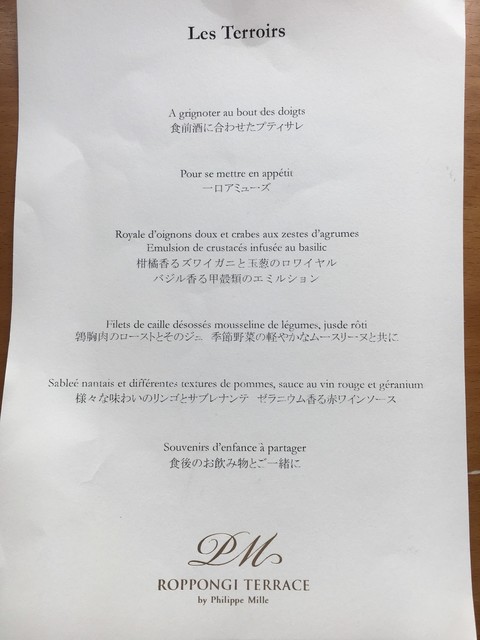 Les Terroirs
A grignoter au bout des doigts
食前酒に合わせたプティサレ
Pour se mettre en appétit
一口アミューズ
Royale d'oignons doux et crabes aux zestes d'agrumes
Emulsion de crustacés infusée au basilic
柑橘香るズワイガニと玉葱のロワイヤル
バジル香る甲殻類のエミルション
Filets de caille désossés mousseline de légumes, jusde rôti
鶉胸肉のローストとそのジュ 季節野菜の軽やかなムースリーヌと共に
Sableé nantais et différentes textures de pommes, sauce au vin rouge et géranium
様々な味わいのリンゴとサブレナンテ ゼラニウム香る赤ワインソース
Souvenirs d'enfance à partager
食後のお飲み物とご一緒に
PM
ROPPONGI TERRACE
by Philippe Mille